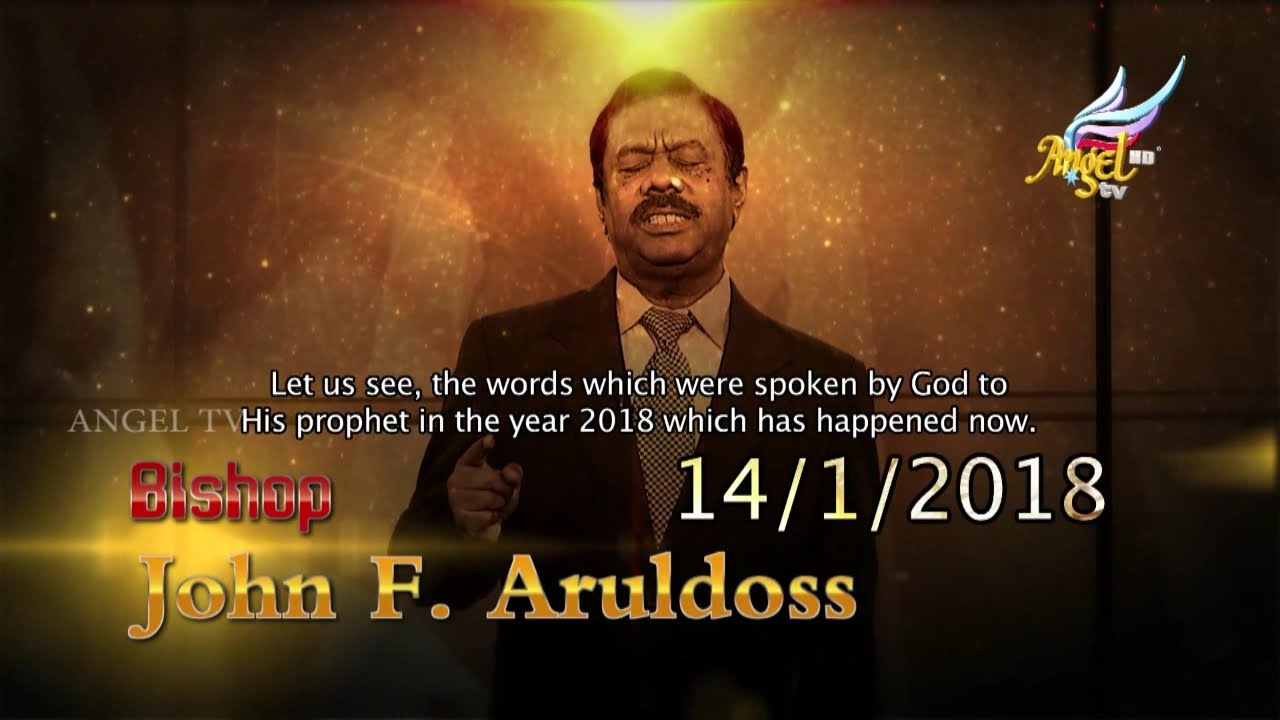 Angel HD
tv
Let us see, the words which were spoken by God to
ANGEL TV
His prophet in the year 2018 which has happened now.
Bishop
14/1/2018
John F. Aruldoss